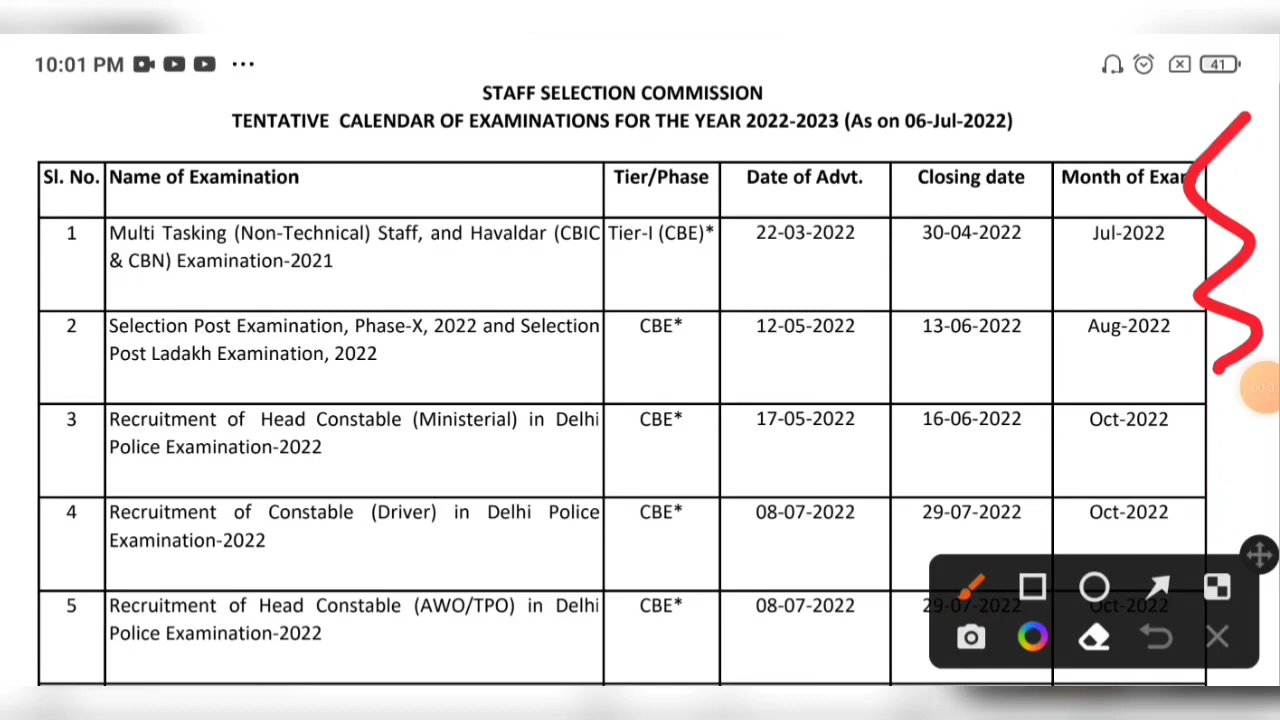 10:01 PM
41
STAFF SELECTION COMMISSION
TENTATIVE CALENDAR OF EXAMINATIONS FOR THE YEAR 2022-2023 (As on 06-Jul-2022)
Sl. No. Name of Examination Tier/Phase Date of Advt. Closing date Month of Exam
1 Multi Tasking (Non-Technical) Staff, and Havaldar (CBIC Tier-I (CBE)* 22-03-2022 30-04-2022 Jul-2022
& CBN) Examination-2021
2 Selection Post Examination, Phase-X, 2022 and Selection CBE* 12-05-2022 13-06-2022 Aug-2022
Post Ladakh Examination, 2022
3 Recruitment of Head Constable (Ministerial) in Delhi CBE* 17-05-2022 16-06-2022 Oct-2022
Police Examination-2022
4 Recruitment of Constable (Driver) in Delhi Police CBE* 08-07-2022 29-07-2022 Oct-2022
Examination-2022
5 Recruitment of Head Constable (AWO/TPO) in Delhi CBE* 08-07-2022 29-07-2022 Oct-2022
Police Examination-2022